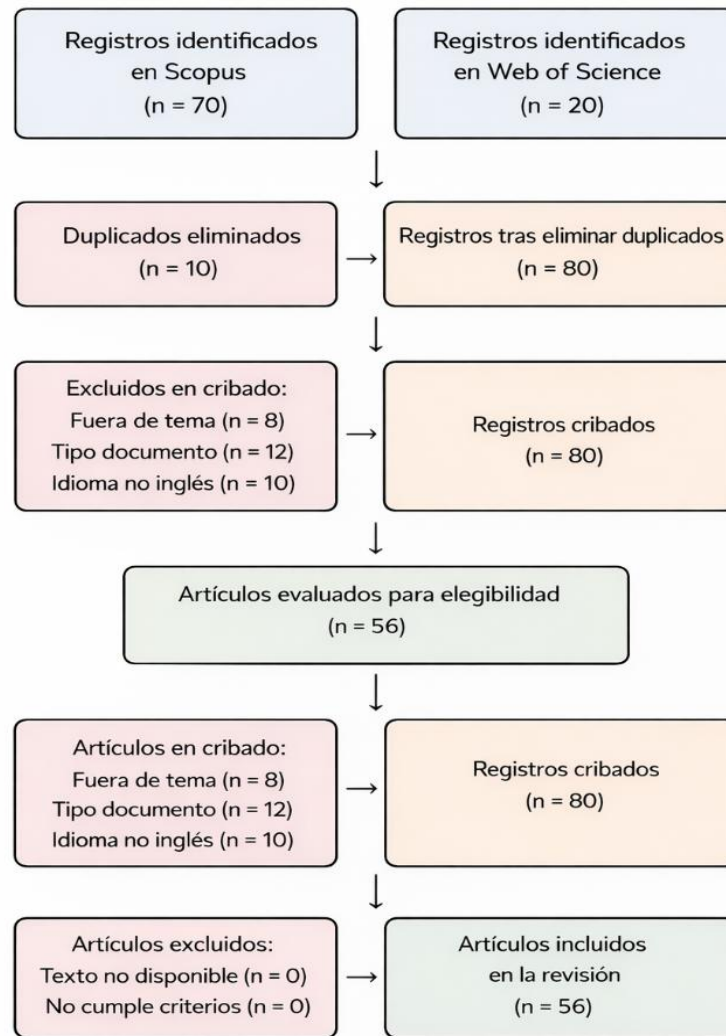 Registros identificados
en Scopus
(n = 70)
Registros identificados
en Web of Science
(n = 20)
Duplicados eliminados
(n = 10)
Registros tras eliminar duplicados
(n = 80)
Excluidos en cribado:
Fuera de tema (n = 8)
Tipo documento (n = 12)
Idioma no inglés (n = 10)
Registros cribados
(n = 80)
Artículos evaluados para elegibilidad
(n = 56)
Artículos en cribado:
Fuera de tema (n = 8)
Tipo documento (n = 12)
Idioma no inglés (n = 10)
Registros cribados
(n = 80)
Artículos excluidos:
Texto no disponible (n = 0)
No cumple criterios (n = 0)
Artículos incluidos
en la revisión
(n = 56)